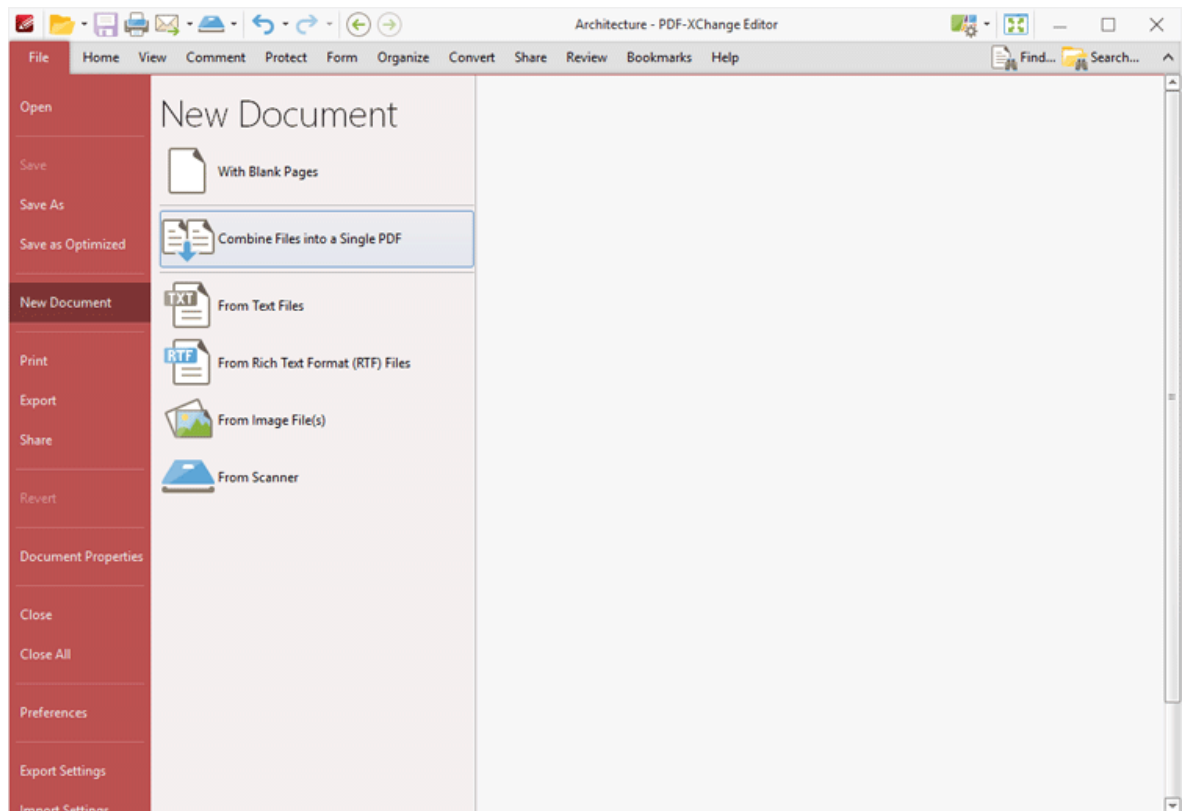 Architecture - PDF-XChange Editor
File Home View Comment Protect Form Organize Convert Share Review Bookmarks Help Find... Search...
Open
Save
Save As
Save as Optimized
New Document
Print
Export
Share
Revert
Document Properties
Close
Close All
Preferences
Export Settings
Import Settings
New Document
With Blank Pages
Combine Files into a Single PDF
TXT
From Text Files
RTF
From Rich Text Format (RTF) Files
From Image File(s)
From Scanner